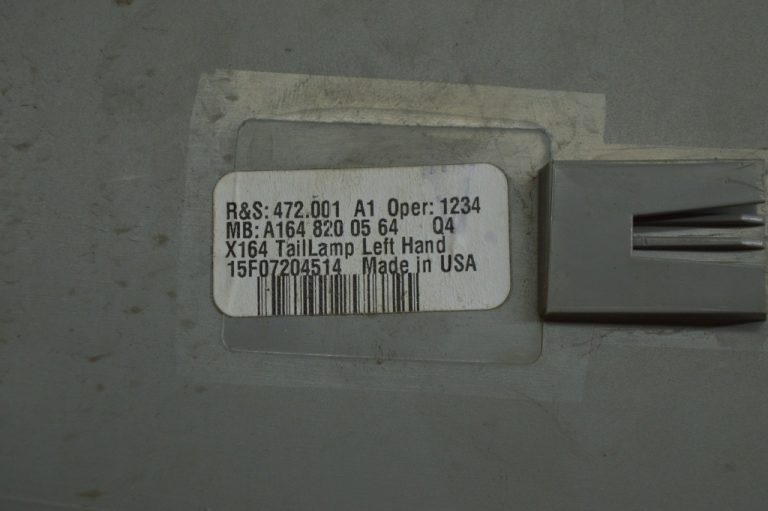 R&S: 472.001 A1 Oper: 1234
MB: A164 820 05 64 Q4
X164 TailLamp Left Hand
15F07204514 Made in USA